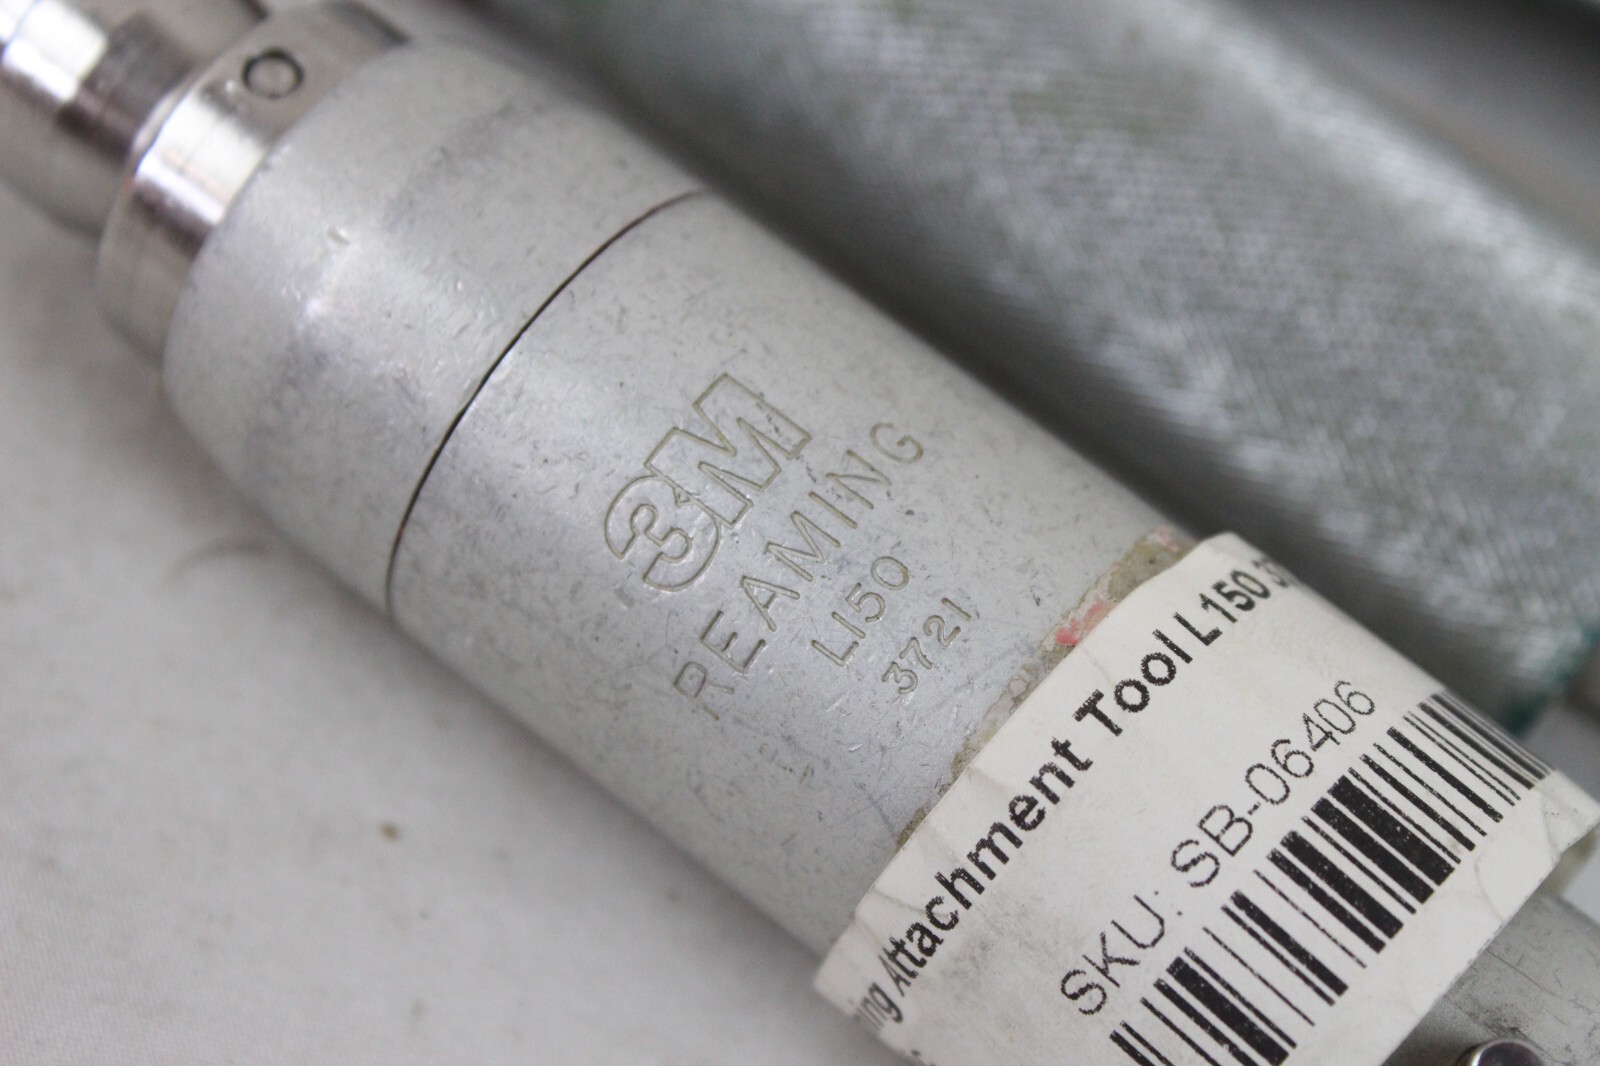 3M
REAMING
L150
3721
Attachment Tool L150
SKU: SB-06406